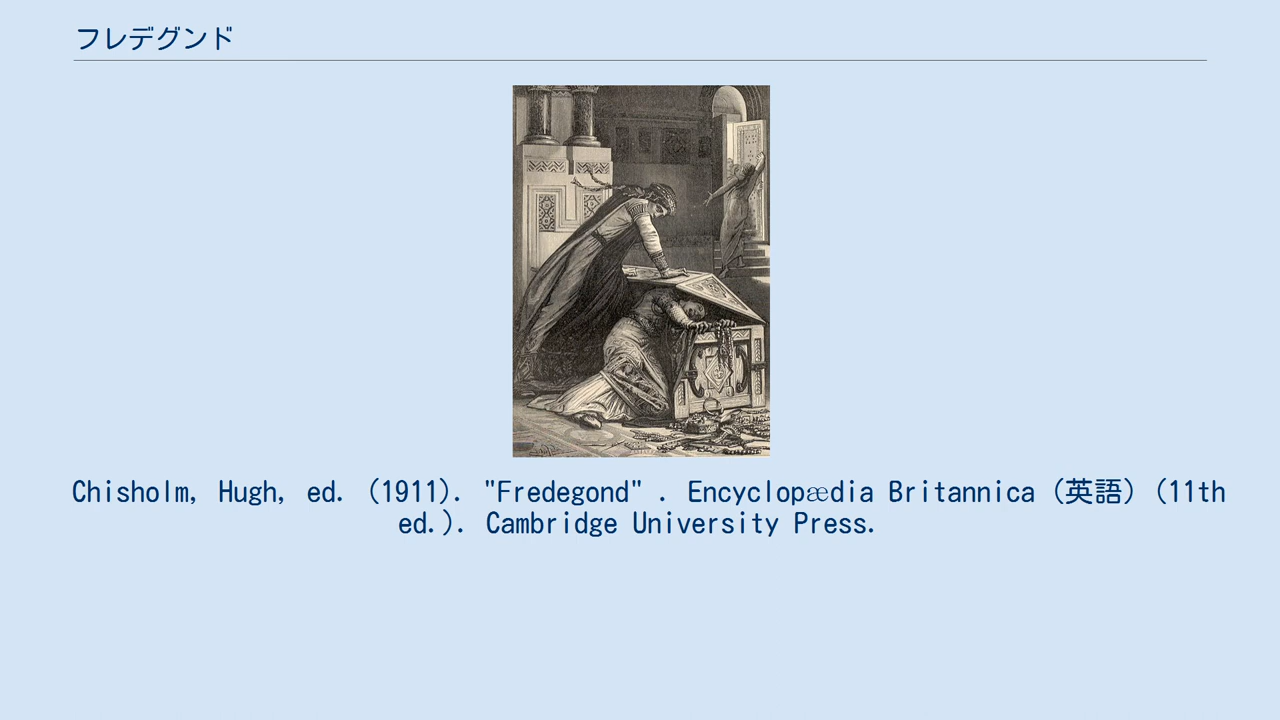 フレデグンド
Chisholm, Hugh, ed. (1911). "Fredegond" . Encyclopædia Britannica (英語) (11th
ed.). Cambridge University Press.